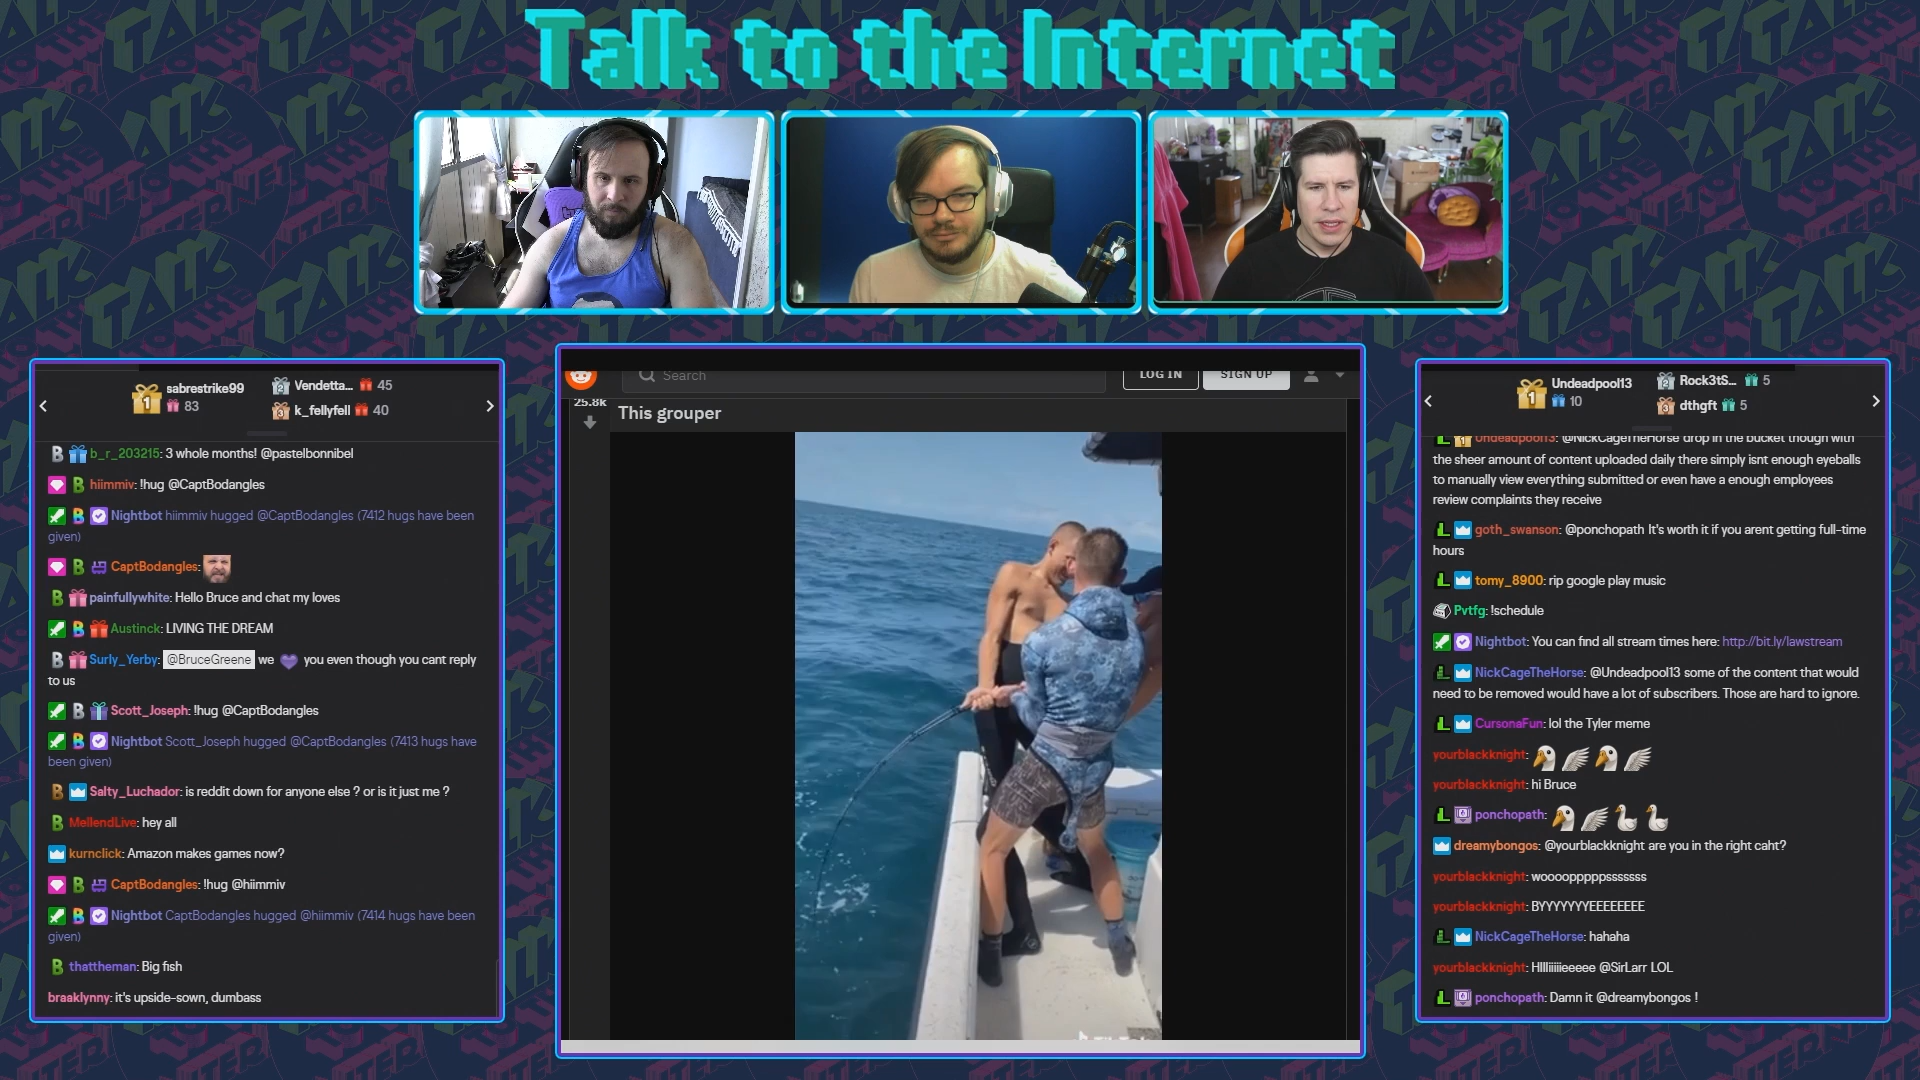 Talk to the Internet
sabrestrike99
83
Vendetta... 45
k_fellyfell 40
b_r_203215: 3 whole months! @pastelbonnibel
hiimmiv: !hug @CaptBodangles
Nightbot hiimmiv hugged @CaptBodangles (7412 hugs have been
given)
CaptBodangles:
painfullywhite: Hello Bruce and chat my loves
Austinck: LIVING THE DREAM
Surly_Yerby: @BruceGreene we you even though you cant reply
to us
Scott_Joseph: !hug @CaptBodangles
Nightbot Scott_Joseph hugged @CaptBodangles (7413 hugs have
been given)
Salty_Luchador: is reddit down for anyone else ? or is it just me ?
MellendLive: hey all
kurnclick: Amazon makes games now?
CaptBodangles: !hug @hiimmiv
Nightbot CaptBodangles hugged @hiimmiv (7414 hugs have been
given)
thattheman: Big fish
braaklynny: it's upside-sown, dumbass
Search
LOG IN
SIGN UP
25.8k
This grouper
Undeadpool13
10
Rock3tS... 5
dthgft 5
Undeadpool13: @NickCageTheHorse drop in the bucket though with
the sheer amount of content uploaded daily there simply isnt enough eyeballs
to manually view everything submitted or even have a enough employees
review complaints they receive
goth_swanson: @ponchopath It's worth it if you arent getting full-time
hours
tomy_8900: rip google play music
Pvtfg: !schedule
Nightbot: You can find all stream times here: http://bit.ly/lawstream
NickCageTheHorse: @Undeadpool13 some of the content that would
need to be removed would have a lot of subscribers. Those are hard to ignore.
CursonaFun: lol the Tyler meme
yourblackknight:
yourblackknight: hi Bruce
ponchopath:
dreamybongos: @yourblackknight are you in the right caht?
yourblackknight: wooopppppsssssss
yourblackknight: BYYYYYYYEEEEEEEE
NickCageTheHorse: hahaha
yourblackknight: HIlliiiiieeeee @SirLarr LOL
ponchopath: Damn it @dreamybongos !